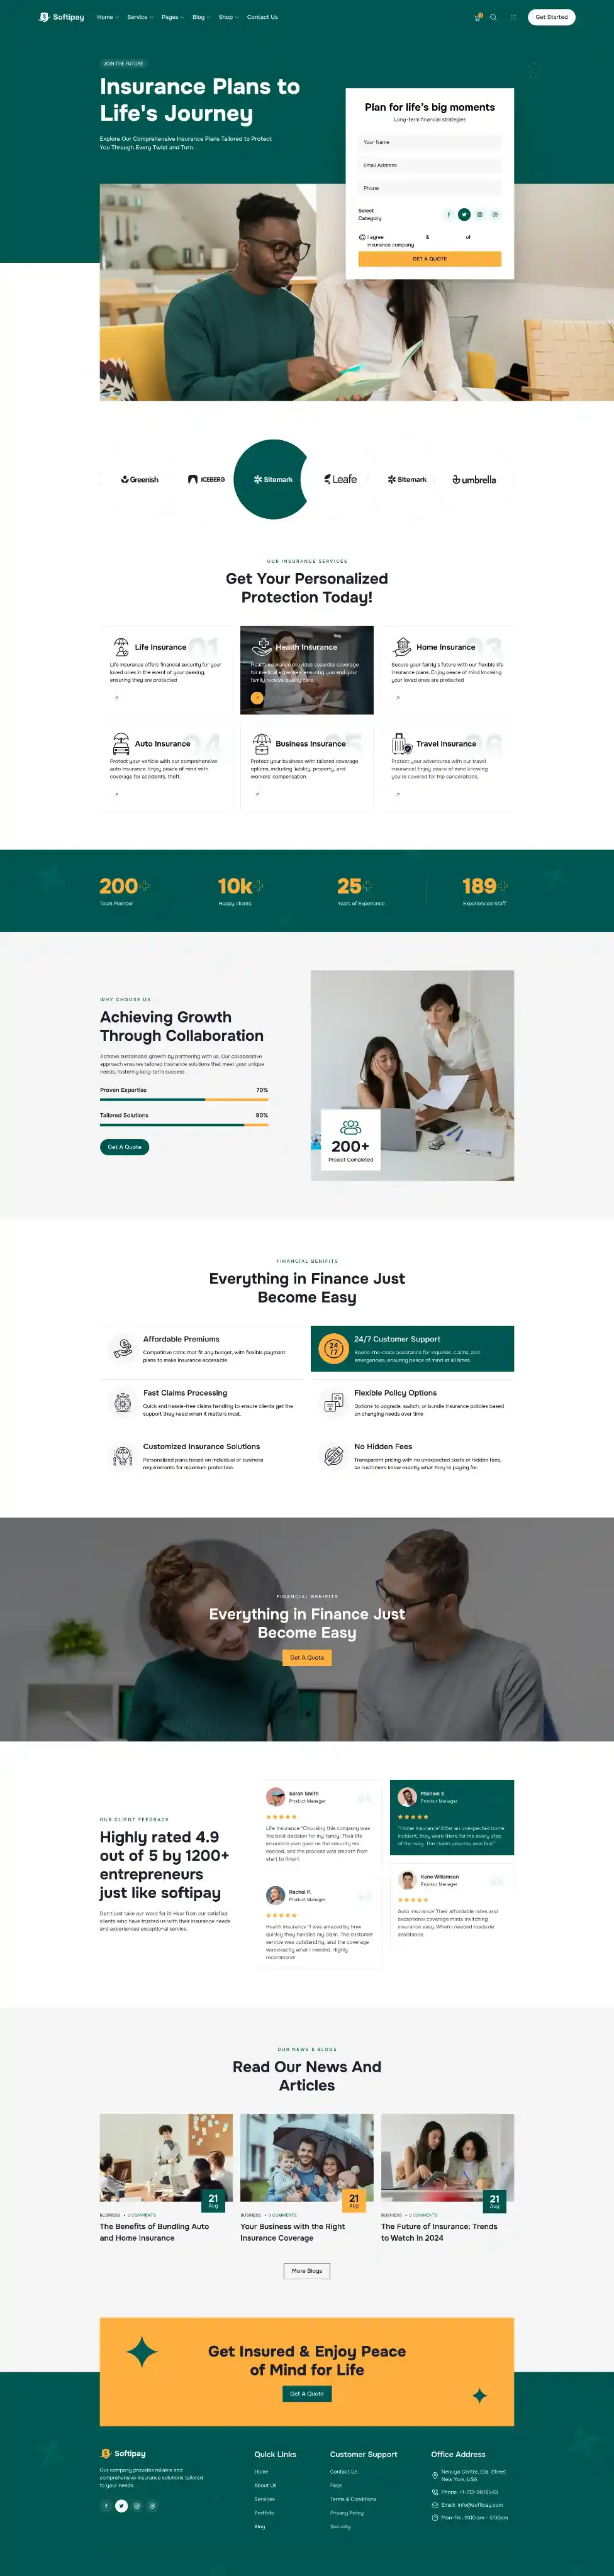 Softipay
Home
Service
Pages
Blog
Shop
Contact Us
Get Started
JOIN THE FUTURE
Insurance Plans to
Life's Journey
Explore Our Comprehensive Insurance Plans Tailored to Protect
You Through Every Twist and Turn.
Plan for life's big moments
Long-term financial strategies
Your Name
Email Address
Phone
Select
Category
I agree & of
insurance company
GET A QUOTE
Greenish
ICEBERG
Sitemark
Leafe
Sitemark
umbrella
OUR INSURANCE SERVICES
Get Your Personalized
Protection Today!
01
Life Insurance
Life insurance offers financial security for your
loved ones in the event of your passing,
ensuring they are protected
Health Insurance
Health insurance provides essential coverage
for medical expenses, ensuring you and your
family receive quality care.
03
Home Insurance
Secure your family's future with our flexible life
insurance plans. Enjoy peace of mind knowing
your loved ones are protected
04
Auto Insurance
Protect your vehicle with our comprehensive
auto insurance. Enjoy peace of mind with
coverage for accidents, theft.
05
Business Insurance
Protect your business with tailored coverage
options, including liability, property, and
workers' compensation.
06
Travel Insurance
Protect your adventures with our travel
insurance! Enjoy peace of mind knowing
you're covered for trip cancellations.
200+
Team Member
10k+
Happy clients
25+
Years of Experience
189+
Experienced Staff
WHY CHOOSE US
Achieving Growth
Through Collaboration
Achieve sustainable growth by partnering with us. Our collaborative
approach ensures tailored insurance solutions that meet your unique
needs, fostering long-term success
Proven Expertise 70%
Tailored Solutions 90%
Get A Quote
200+
Project Completed
FINANCIAL BENIFITS
Everything in Finance Just
Become Easy
Affordable Premiums
Competitive rates that fit any budget, with flexible payment
plans to make insurance accessible.
24/7
24/7 Customer Support
Round-the-clock assistance for inquiries, claims, and
emergencies, ensuring peace of mind at all times.
Fast Claims Processing
Quick and hassle-free claims handling to ensure clients get the
support they need when it matters most.
Flexible Policy Options
Options to upgrade, switch, or bundle insurance policies based
on changing needs over time
Customized Insurance Solutions
Personalized plans based on individual or business
requirements for maximum protection.
No Hidden Fees
Transparent pricing with no unexpected costs or hidden fees,
so customers know exactly what they're paying for.
FINANCIAL BENIFITS
Everything in Finance Just
Become Easy
Get A Quote
OUR CLIENT FEEDBACK
Highly rated 4.9
out of 5 by 1200+
entrepreneurs
just like softipay
Don't just take our word for it! Hear from our satisfied
clients who have trusted us with their insurance needs
and experienced exceptional service.
Sarah Smith
Product Manager
Life Insurance "Choosing this company was
the best decision for my family. Their life
insurance plan gave us the security we
needed, and the process was smooth from
start to finish!
Michael S
Product Manager
"Home Insurance"After an unexpected home
incident, they were there for me every step
of the way. The claims process was fast"
Rachel P.
Product Manager
Health Insurance "I was amazed by how
quickly they handled my claim. The customer
service was outstanding, and the coverage
was exactly what I needed. Highly
recommend
Kane Williamson
Product Manager
Auto Insurance"Their affordable rates and
exceptional coverage made switching
insurance easy. When I needed roadside
assistance,
OUR NEWS & BLOGS
Read Our News And
Articles
21
Aug
BUSINESS • 0 COMMENTS
The Benefits of Bundling Auto
and Home Insurance
21
Aug
BUSINESS • 0 COMMENTS
Your Business with the Right
Insurance Coverage
21
Aug
BUSINESS • 0 COMMENTS
The Future of Insurance: Trends
to Watch in 2024
More Blogs
Get Insured & Enjoy Peace
of Mind for Life
Get A Quote
Softipay
Our company provides reliable and
comprehensive insurance solutions tailored
to your needs.
Quick Links
Home
About Us
Services
Portfolio
Blog
Customer Support
Contact Us
Faqs
Terms & Conditions
Privacy Policy
Security
Office Address
Centre, Street
New York, USA
Phone:
Email: info@softipay.com
Mon-Fri : 9:00 am - 5:00pm